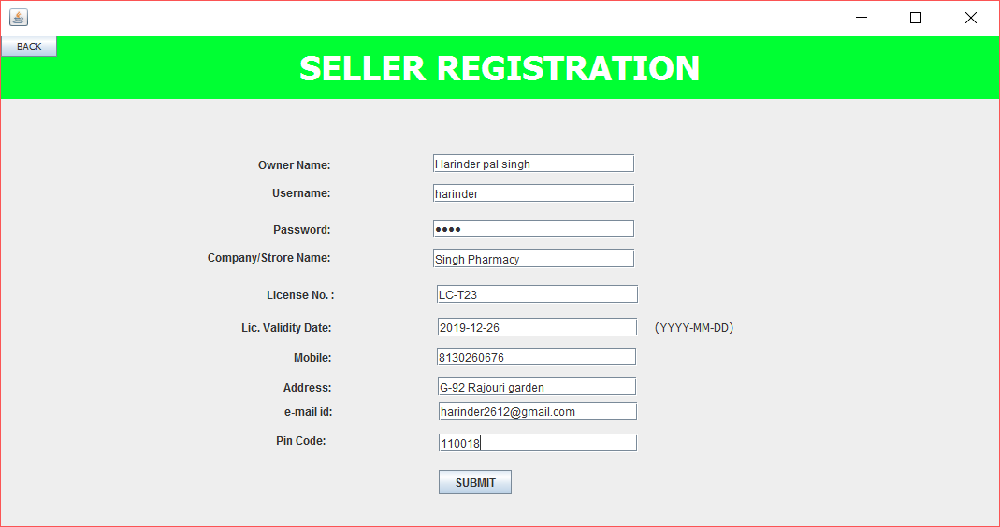 BACK
SELLER REGISTRATION
Owner Name: Harinder pal singh
Username: harinder
Password: ••••
Company/Strore Name: Singh Pharmacy
License No. : LC-T23
Lic. Validity Date: 2019-12-26 (YYYY-MM-DD)
Mobile: 8130260676
Address: G-92 Rajouri garden
e-mail id: harinder2612@gmail.com
Pin Code: 110018
SUBMIT